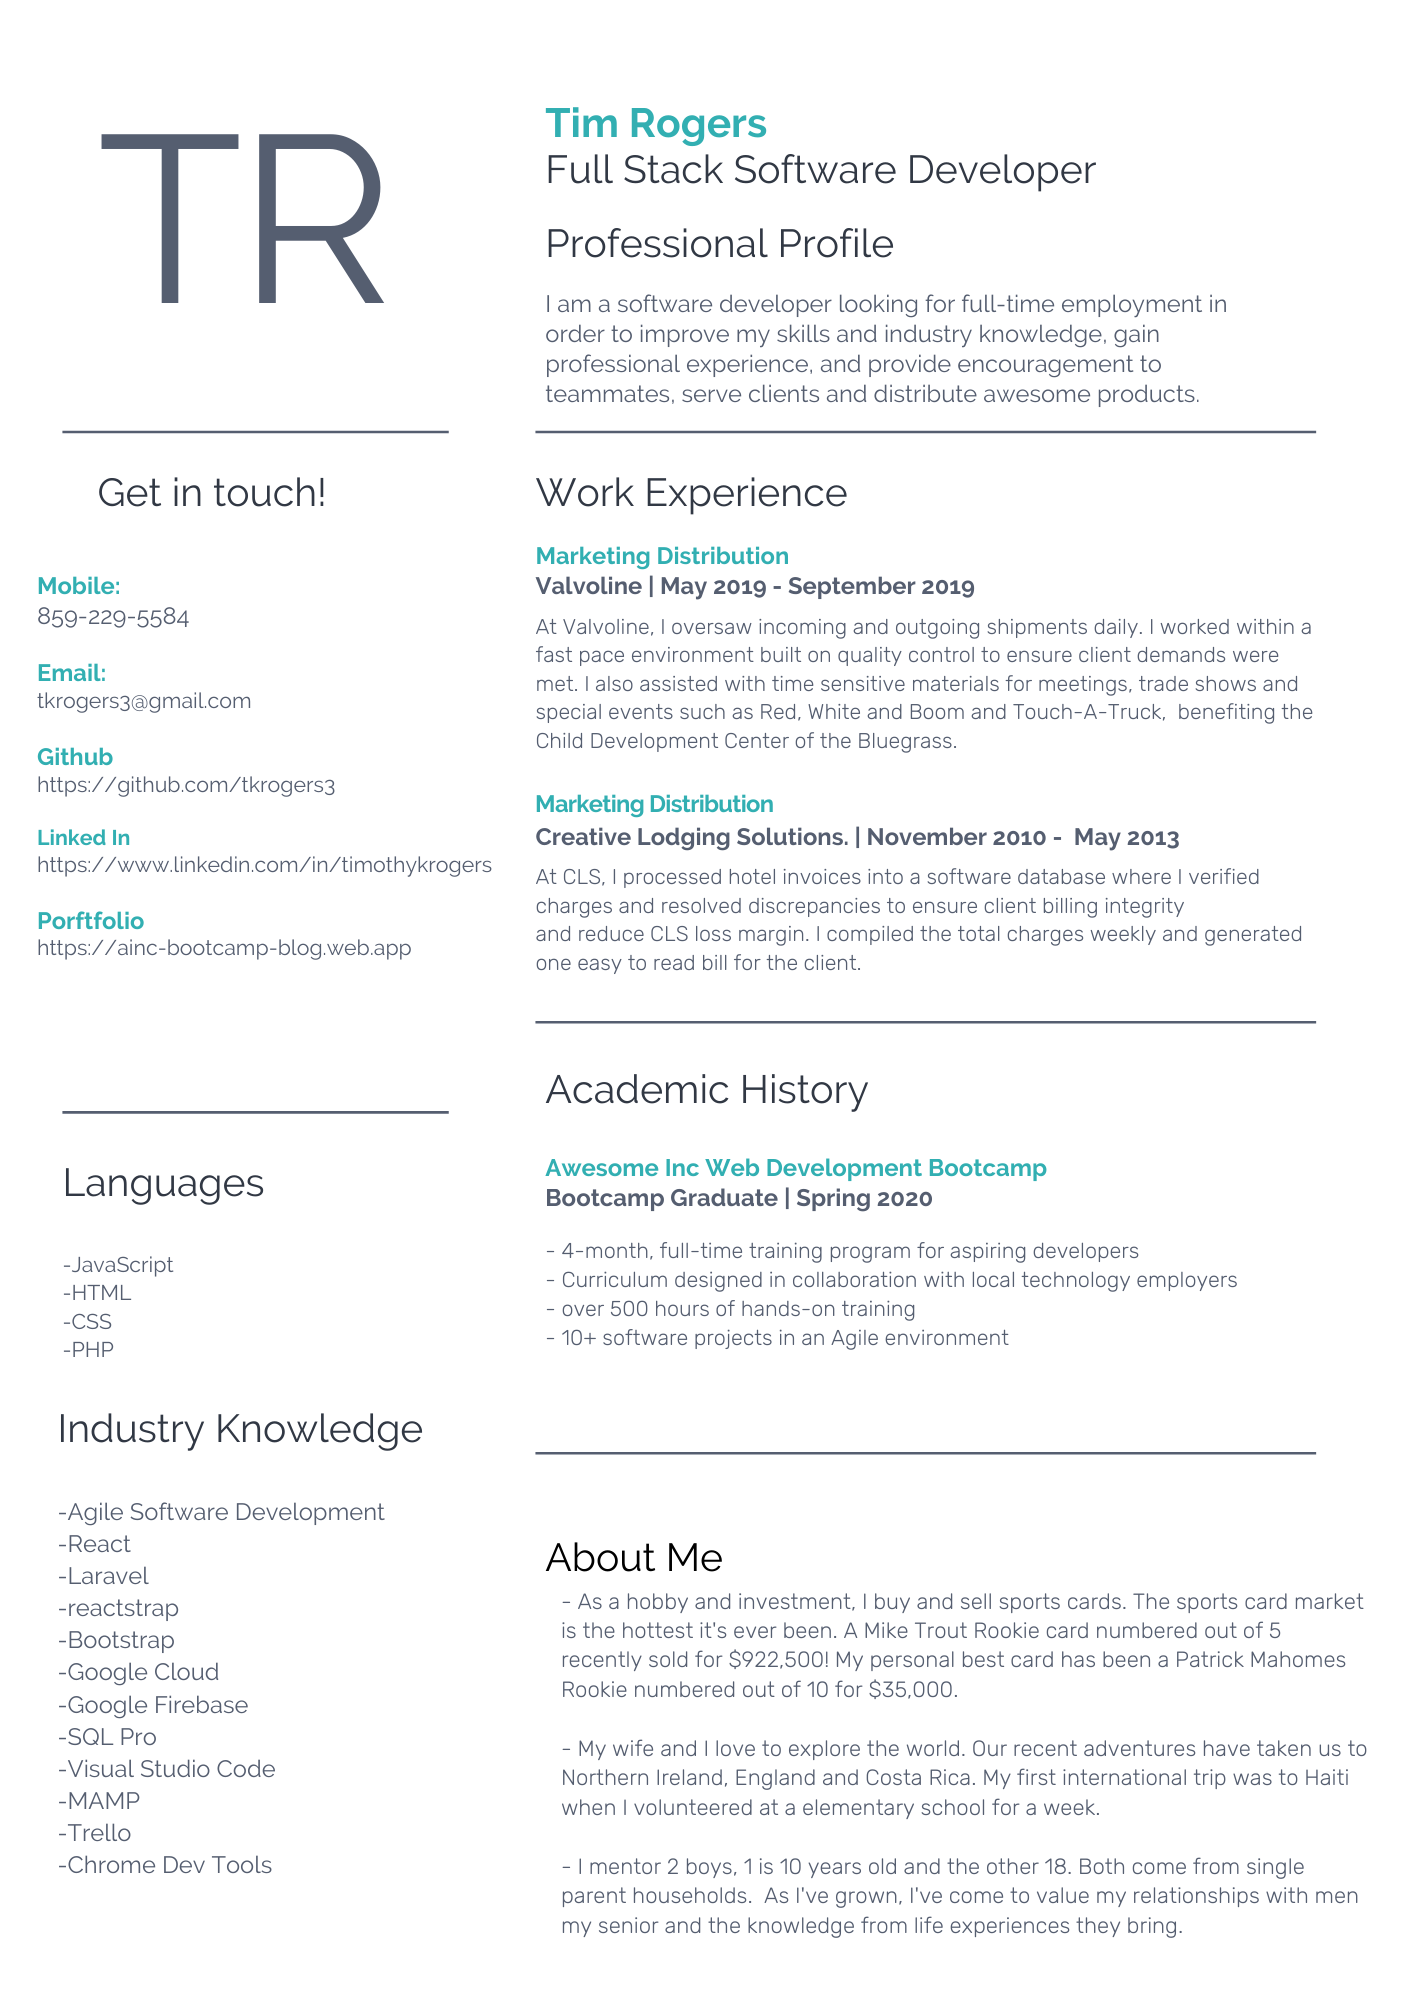 TR
Tim Rogers
Full Stack Software Developer
Professional Profile
I am a software developer looking for full-time employment in
order to improve my skills and industry knowledge, gain
professional experience, and provide encouragement to
teammates, serve clients and distribute awesome products.
Get in touch!
Mobile:
859-229-5584
Email:
tkrogers3@gmail.com
Github
https://github.com/tkrogers3
Linked In
https://www.linkedin.com/in/timothykrogers
Porftfolio
https://ainc-bootcamp-blog.web.app
Languages
-JavaScript
-HTML
-CSS
-PHP
Industry Knowledge
-Agile Software Development
-React
-Laravel
-reactstrap
-Bootstrap
-Google Cloud
-Google Firebase
-SQL Pro
-Visual Studio Code
-MAMP
-Trello
-Chrome Dev Tools
Work Experience
Marketing Distribution
Valvoline | May 2019 - September 2019
At Valvoline, I oversaw incoming and outgoing shipments daily. I worked within a
fast pace environment built on quality control to ensure client demands were
met. I also assisted with time sensitive materials for meetings, trade shows and
special events such as Red, White and Boom and Touch-A-Truck,  benefiting the
Child Development Center of the Bluegrass.
Marketing Distribution
Creative Lodging Solutions. | November 2010 -  May 2013
At CLS, I processed hotel invoices into a software database where I verified
charges and resolved discrepancies to ensure client billing integrity
and reduce CLS loss margin. I compiled the total charges weekly and generated
one easy to read bill for the client.
Academic History
Awesome Inc Web Development Bootcamp
Bootcamp Graduate | Spring 2020
- 4-month, full-time training program for aspiring developers
- Curriculum designed in collaboration with local technology employers
- over 500 hours of hands-on training
- 10+ software projects in an Agile environment
About Me
- As a hobby and investment, I buy and sell sports cards. The sports card market
is the hottest it's ever been. A Mike Trout Rookie card numbered out of 5
recently sold for $922,500! My personal best card has been a Patrick Mahomes
Rookie numbered out of 10 for $35,000.
- My wife and I love to explore the world. Our recent adventures have taken us to
Northern Ireland, England and Costa Rica. My first international trip was to Haiti
when I volunteered at a elementary school for a week.
- I mentor 2 boys, 1 is 10 years old and the other 18. Both come from single
parent households.  As I've grown, I've come to value my relationships with men
my senior and the knowledge from life experiences they bring.